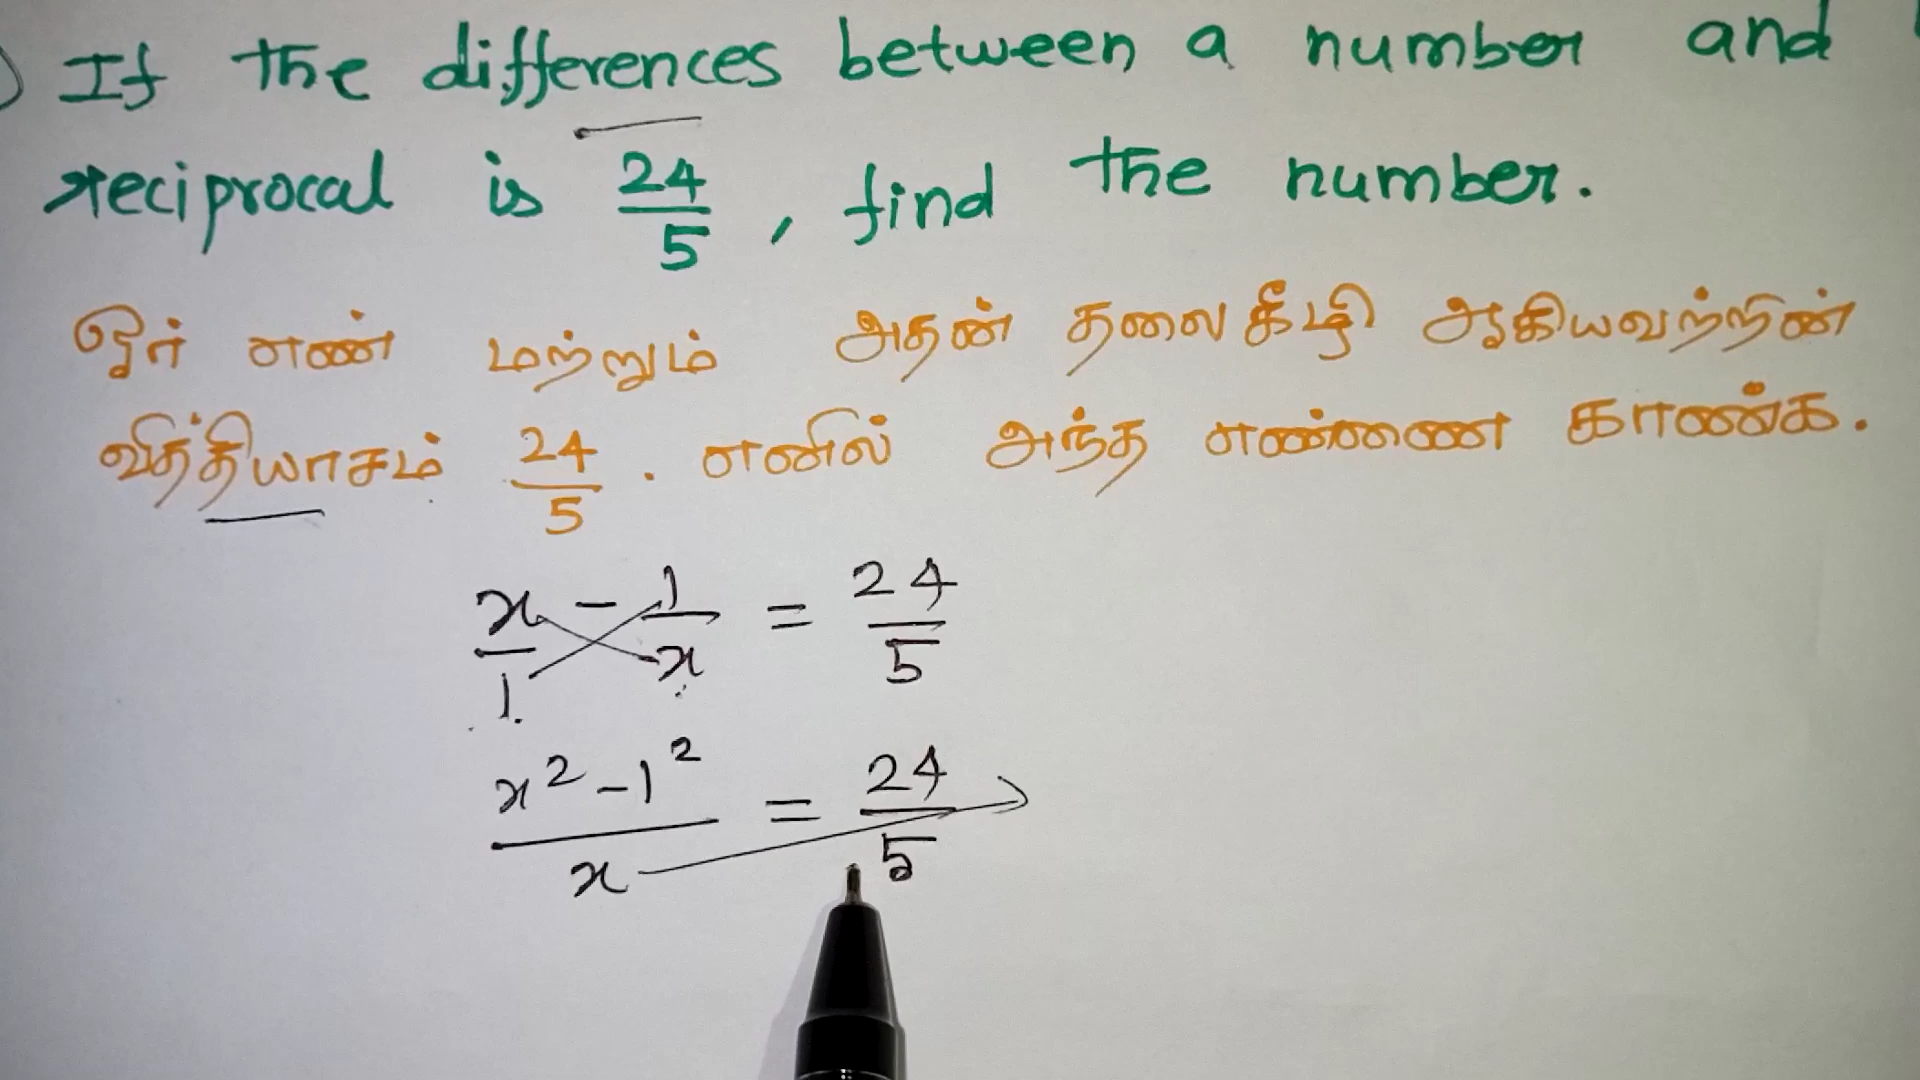 If the differences between a number and
reciprocal is 24/5, find the number.
ஓர் எண் மற்றும் அதன் தலைகீழி ஆகியவற்றின்
வித்தியாசம் 24/5. எனில் அந்த எண்ணை காண்க.
x/1 - 1/x = 24/5
x² - 1²/x = 24/5